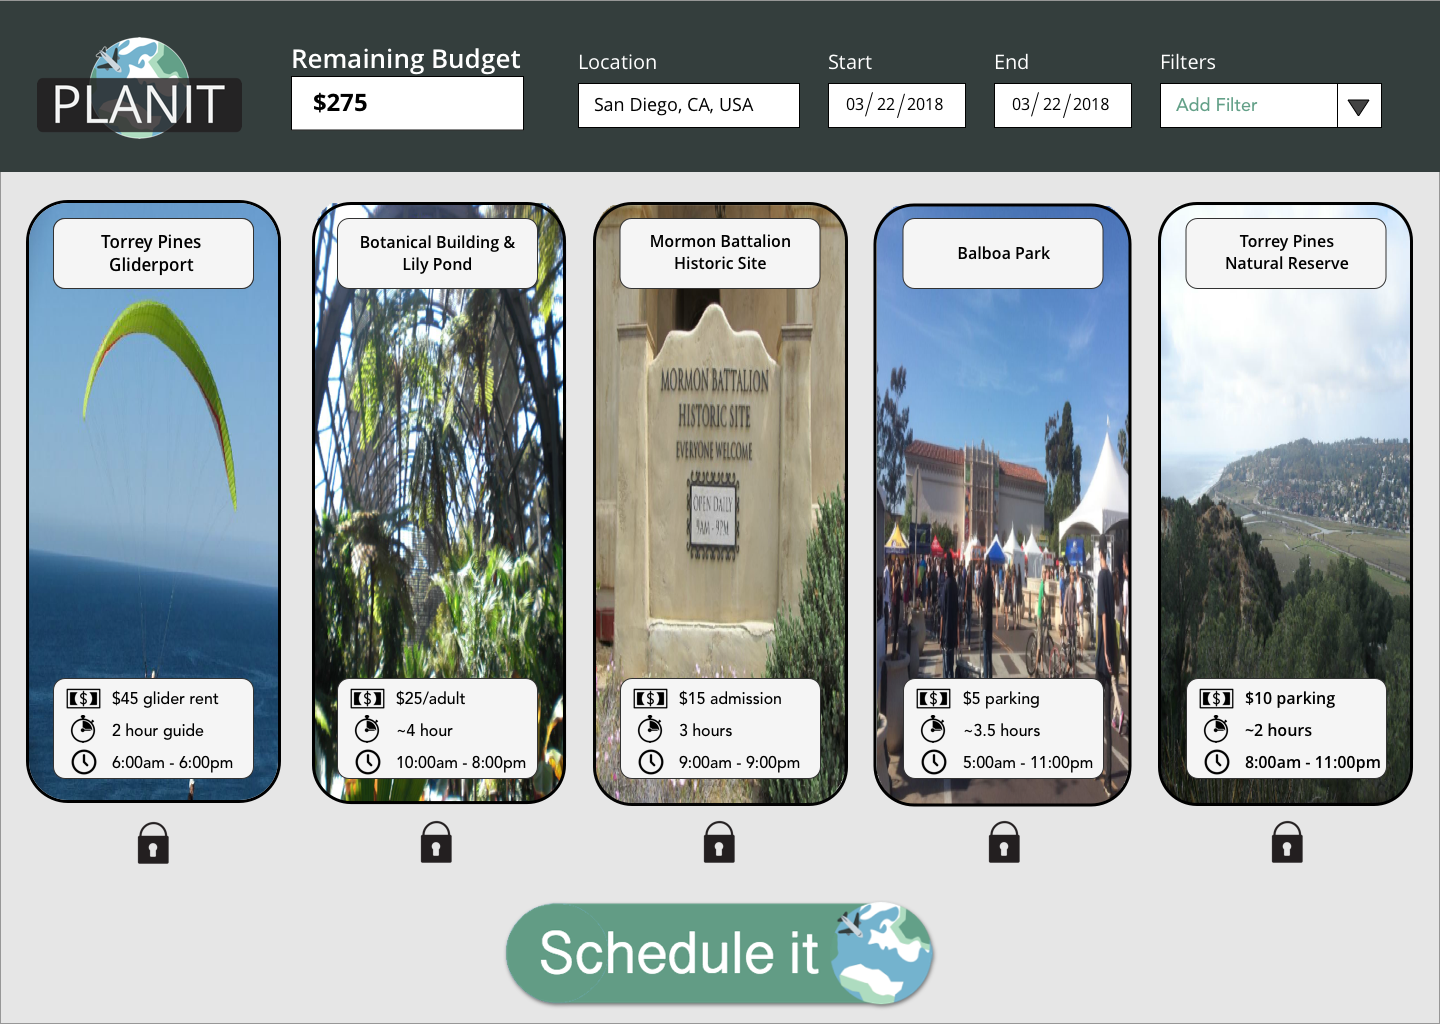 PLANIT
Remaining Budget
$275
Location
San Diego, CA, USA
Start
03/22/2018
End
03/22/2018
Filters
Add Filter
Torrey Pines
Gliderport
$45 glider rent
2 hour guide
6:00am - 6:00pm
Botanical Building &
Lily Pond
$25/adult
~4 hour
10:00am - 8:00pm
Mormon Battalion
Historic Site
MORMON BATTALION
HISTORIC SITE
EVERYONE WELCOME
OPEN DAILY
9AM - 9PM
$15 admission
3 hours
9:00am - 9:00pm
Balboa Park
$5 parking
~3.5 hours
5:00am - 11:00pm
Torrey Pines
Natural Reserve
$10 parking
~2 hours
8:00am - 11:00pm
Schedule it